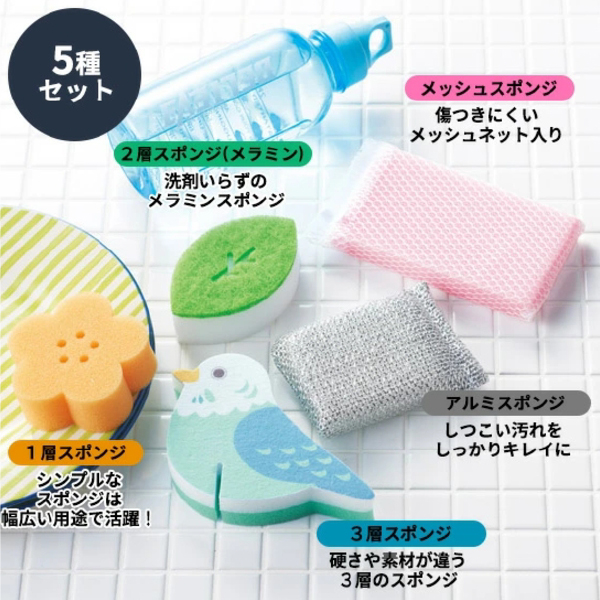 5種
セット
メッシュスポンジ
傷つきにくい
メッシュネット入り
2層スポンジ(メラミン)
洗剤いらずの
メラミンスポンジ
アルミスポンジ
しつこい汚れを
しっかりキレイに
1層スポンジ
シンプルな
スポンジは
幅広い用途で活躍！
3層スポンジ
硬さや素材が違う
3層のスポンジ